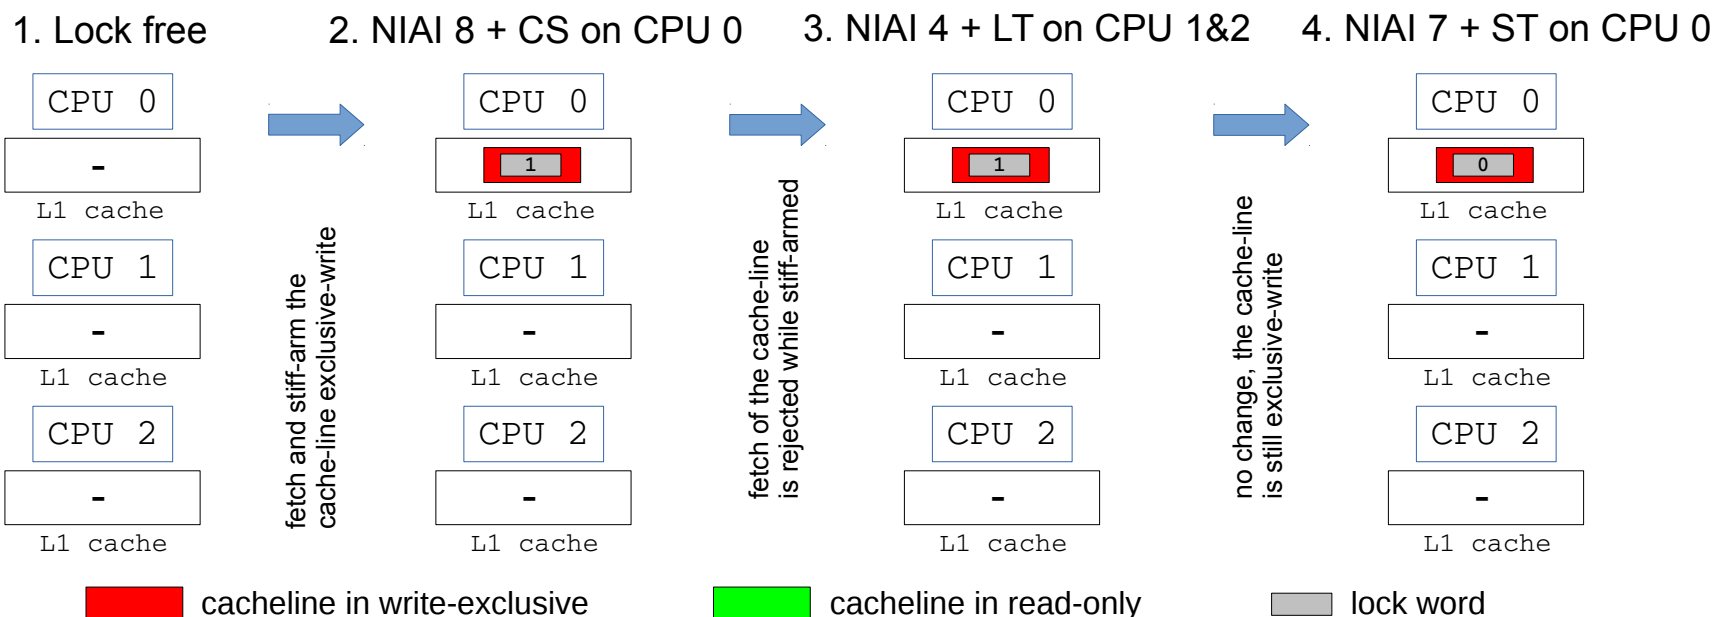 1. Lock free
2. NIAI 8 + CS on CPU 0
3. NIAI 4 + LT on CPU 1&2
4. NIAI 7 + ST on CPU 0
CPU 0
-
L1 cache
CPU 1
-
L1 cache
CPU 2
-
L1 cache
fetch and stiff-arm the
cache-line exclusive-write
CPU 0
1
L1 cache
CPU 1
-
L1 cache
CPU 2
-
L1 cache
fetch of the cache-line
is rejected while stiff-armed
CPU 0
1
L1 cache
CPU 1
-
L1 cache
CPU 2
-
L1 cache
no change, the cache-line
is still exclusive-write
CPU 0
0
L1 cache
CPU 1
-
L1 cache
CPU 2
-
L1 cache
cacheline in write-exclusive
cacheline in read-only
lock word